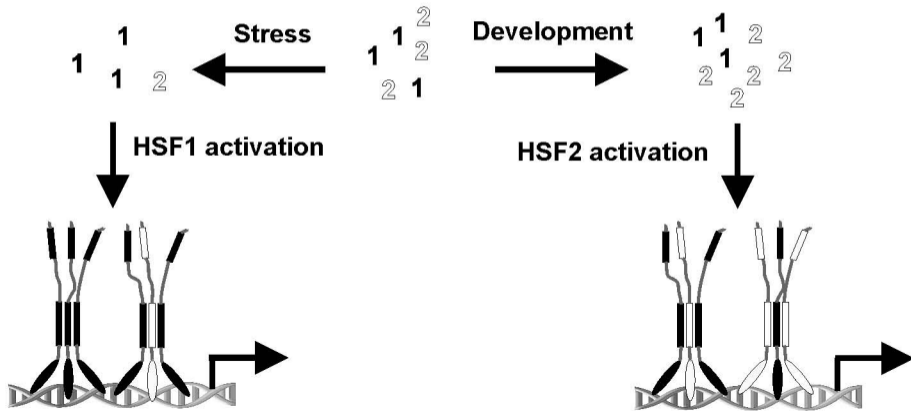 Stress
Development
1 1 1 2
1 2 1 2 2 1
1 1 2 1 2 2 2 2
HSF1 activation
HSF2 activation